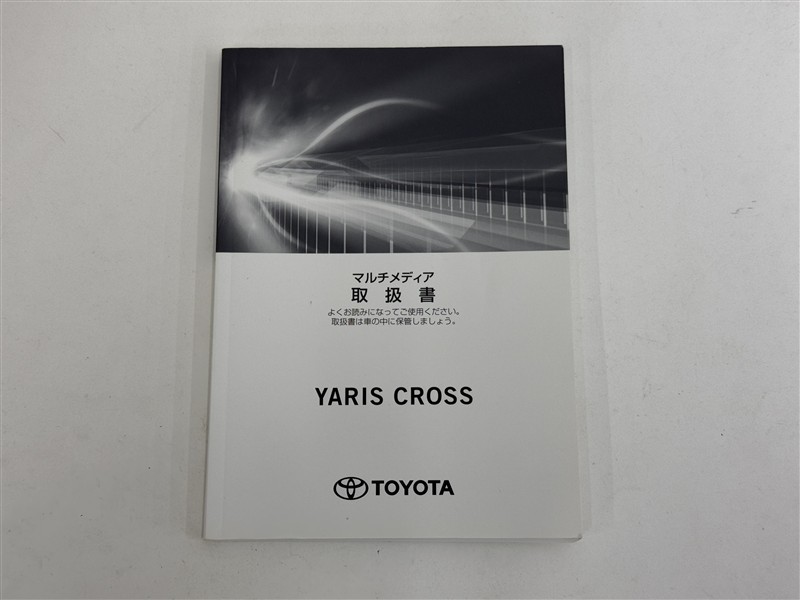 マルチメディア
取扱書
よくお読みになってご使用ください。
取扱書は車の中に保管しましょう。
YARIS CROSS
TOYOTA